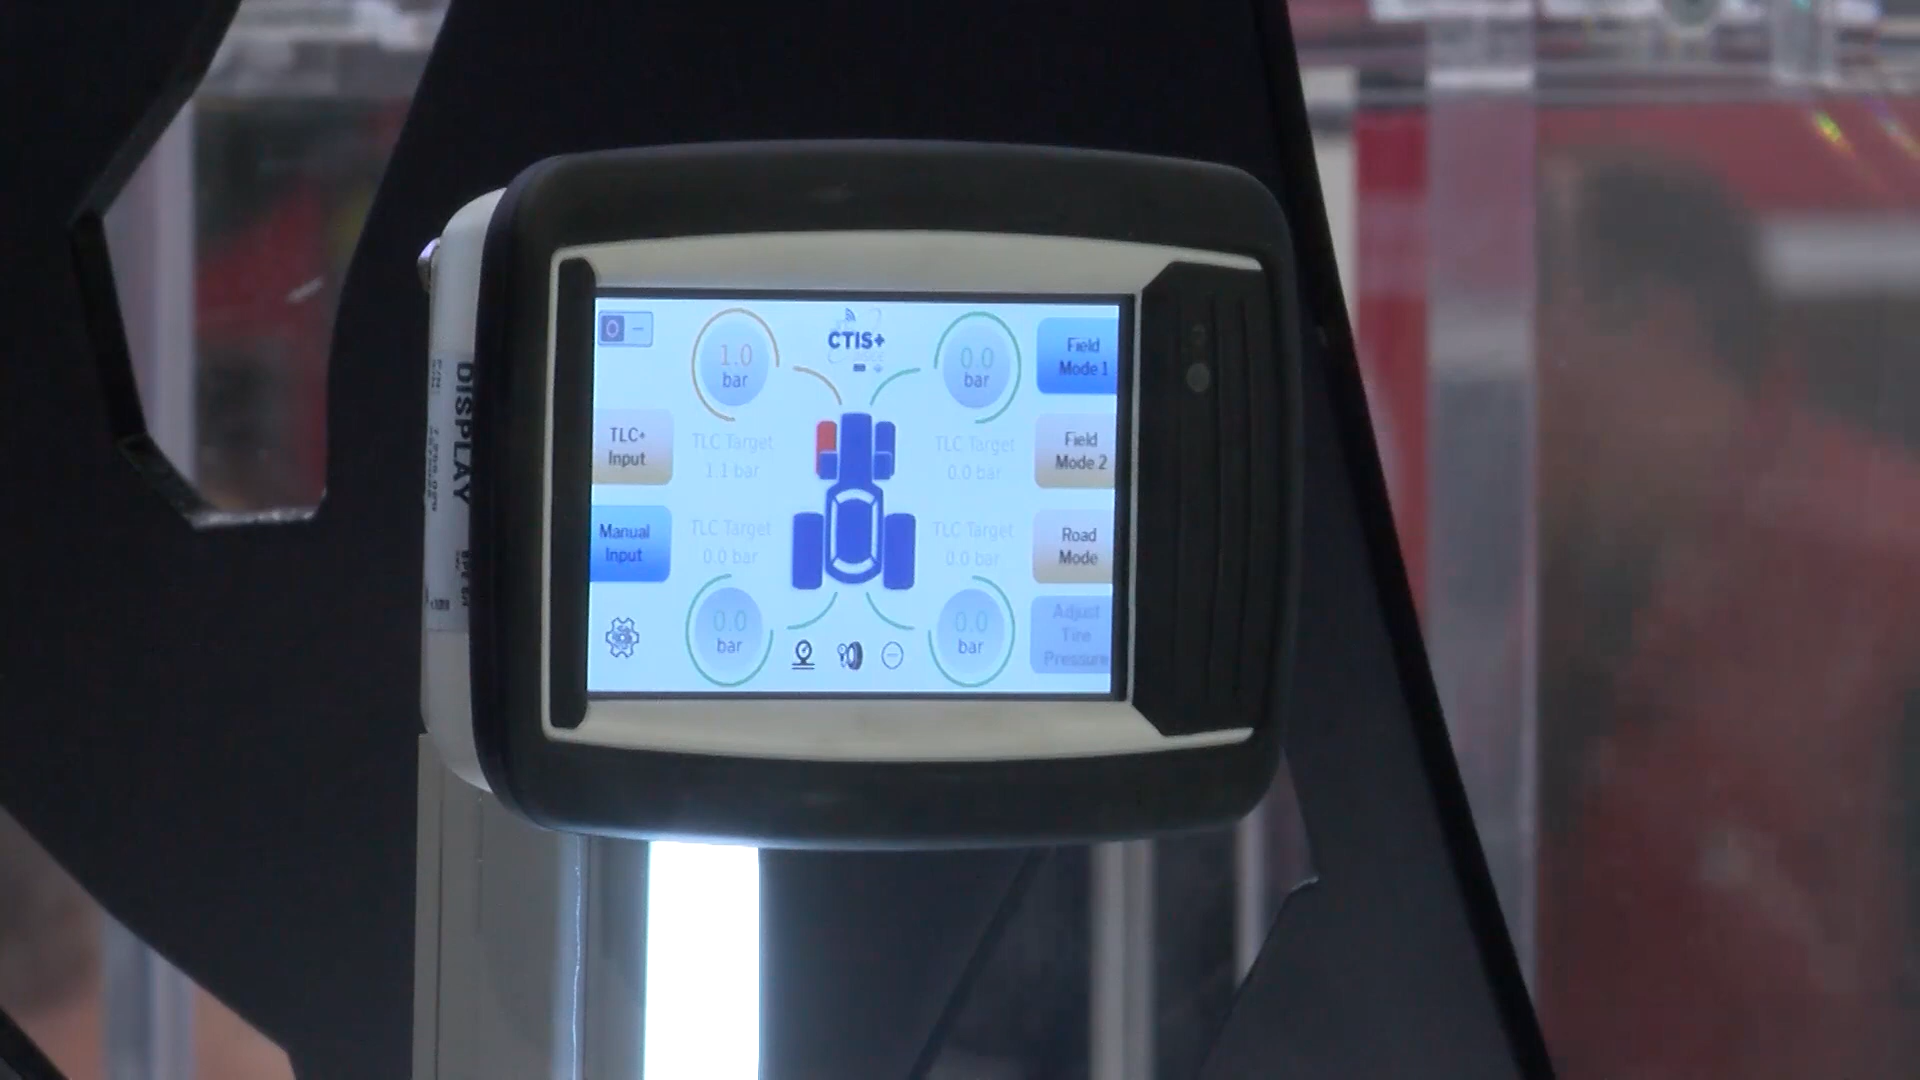 1.0
bar
CTIS+
0.0
bar
Field
Mode 1
TLC+
Input
TLC Target
1.1 bar
TLC Target
0.0 bar
Field
Mode 2
Manual
Input
TLC Target
0.0 bar
TLC Target
0.0 bar
Road
Mode
0.0
bar
0.0
bar
Adjust
Tire
Pressure
DISPLAY